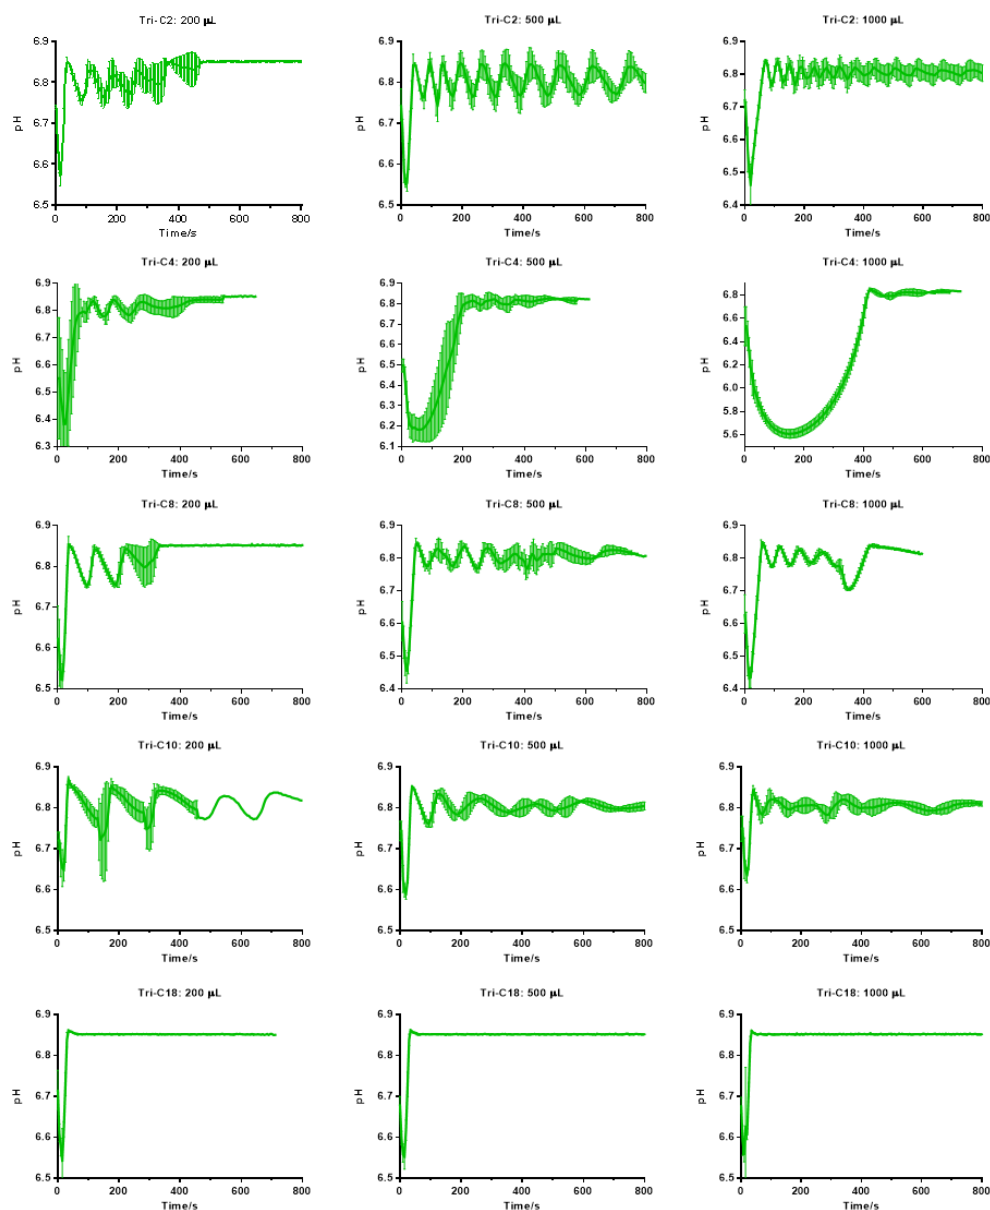 Tri-C2: 200 µL
pH
6.9
6.8
6.7
6.6
6.5
0 200 400 600 800
Time/s
Tri-C2: 500 µL
pH
6.9
6.8
6.7
6.6
6.5
0 200 400 600 800
Time/s
Tri-C2: 1000 µL
pH
6.9
6.8
6.7
6.6
6.5
6.4
0 200 400 600 800
Time/s
Tri-C4: 200 µL
pH
6.9
6.8
6.7
6.6
6.5
6.4
6.3
0 200 400 600 800
Time/s
Tri-C4: 500 µL
pH
6.9
6.8
6.7
6.6
6.5
6.4
6.3
6.2
6.1
0 200 400 600 800
Time/s
Tri-C4: 1000 µL
pH
6.8
6.6
6.4
6.2
6.0
5.8
5.6
0 200 400 600 800
Time/s
Tri-C8: 200 µL
pH
6.9
6.8
6.7
6.6
6.5
0 200 400 600 800
Time/s
Tri-C8: 500 µL
pH
6.9
6.8
6.7
6.6
6.5
6.4
0 200 400 600 800
Time/s
Tri-C8: 1000 µL
pH
6.9
6.8
6.7
6.6
6.5
6.4
0 200 400 600 800
Time/s
Tri-C10: 200 µL
pH
6.9
6.8
6.7
6.6
6.5
0 200 400 600 800
Time/s
Tri-C10: 500 µL
pH
6.9
6.8
6.7
6.6
6.5
0 200 400 600 800
Time/s
Tri-C10: 1000 µL
pH
6.9
6.8
6.7
6.6
6.5
0 200 400 600 800
Time/s
Tri-C18: 200 µL
pH
6.9
6.8
6.7
6.6
6.5
0 200 400 600 800
Time/s
Tri-C18: 500 µL
pH
6.9
6.8
6.7
6.6
6.5
0 200 400 600 800
Time/s
Tri-C18: 1000 µL
pH
6.9
6.8
6.7
6.6
6.5
0 200 400 600 800
Time/s